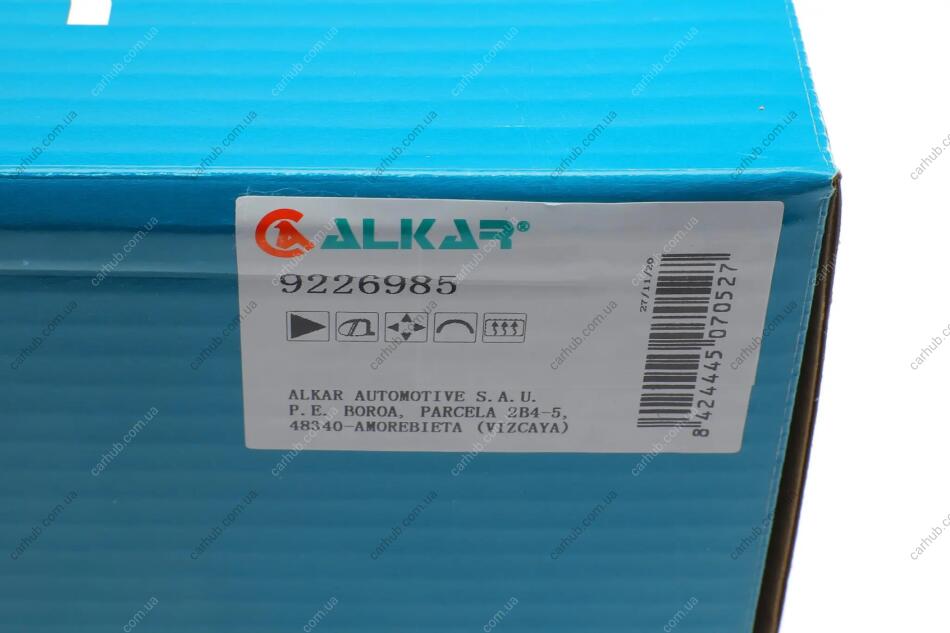 ALKAR®
9226985
27/11/20
8 424445 070527
ALKAR AUTOMOTIVE S.A.U.
P.E. BOROA, PARCELA 2B4-5,
48340-AMOREBIETA (VIZCAYA)
carhub.com.ua